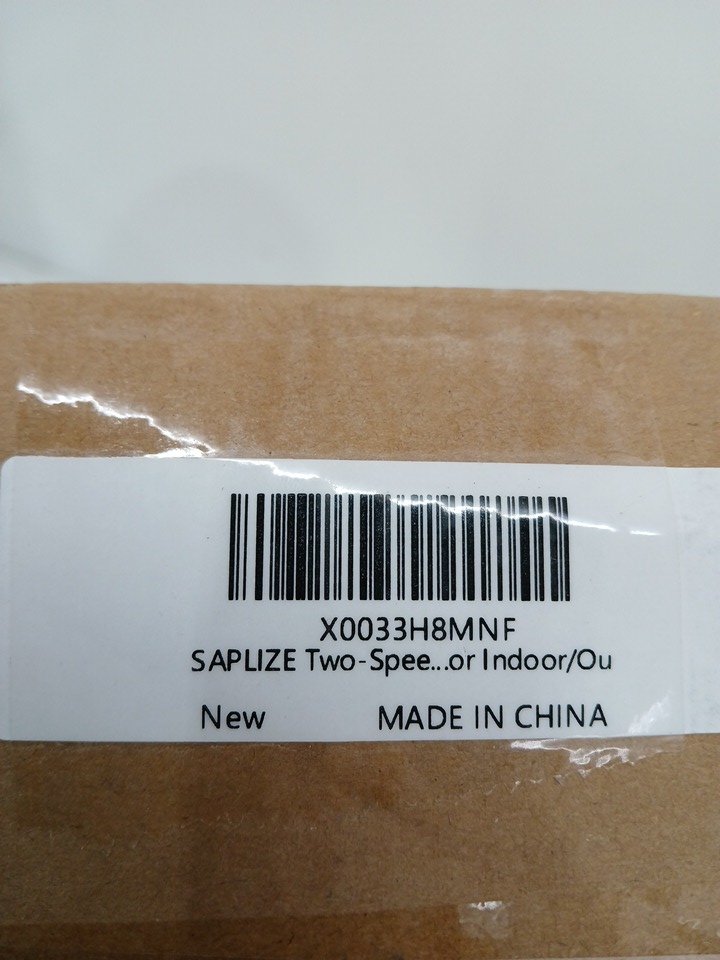 X0033H8MNF
SAPLIZE Two-Spee...or Indoor/Ou
New MADE IN CHINA